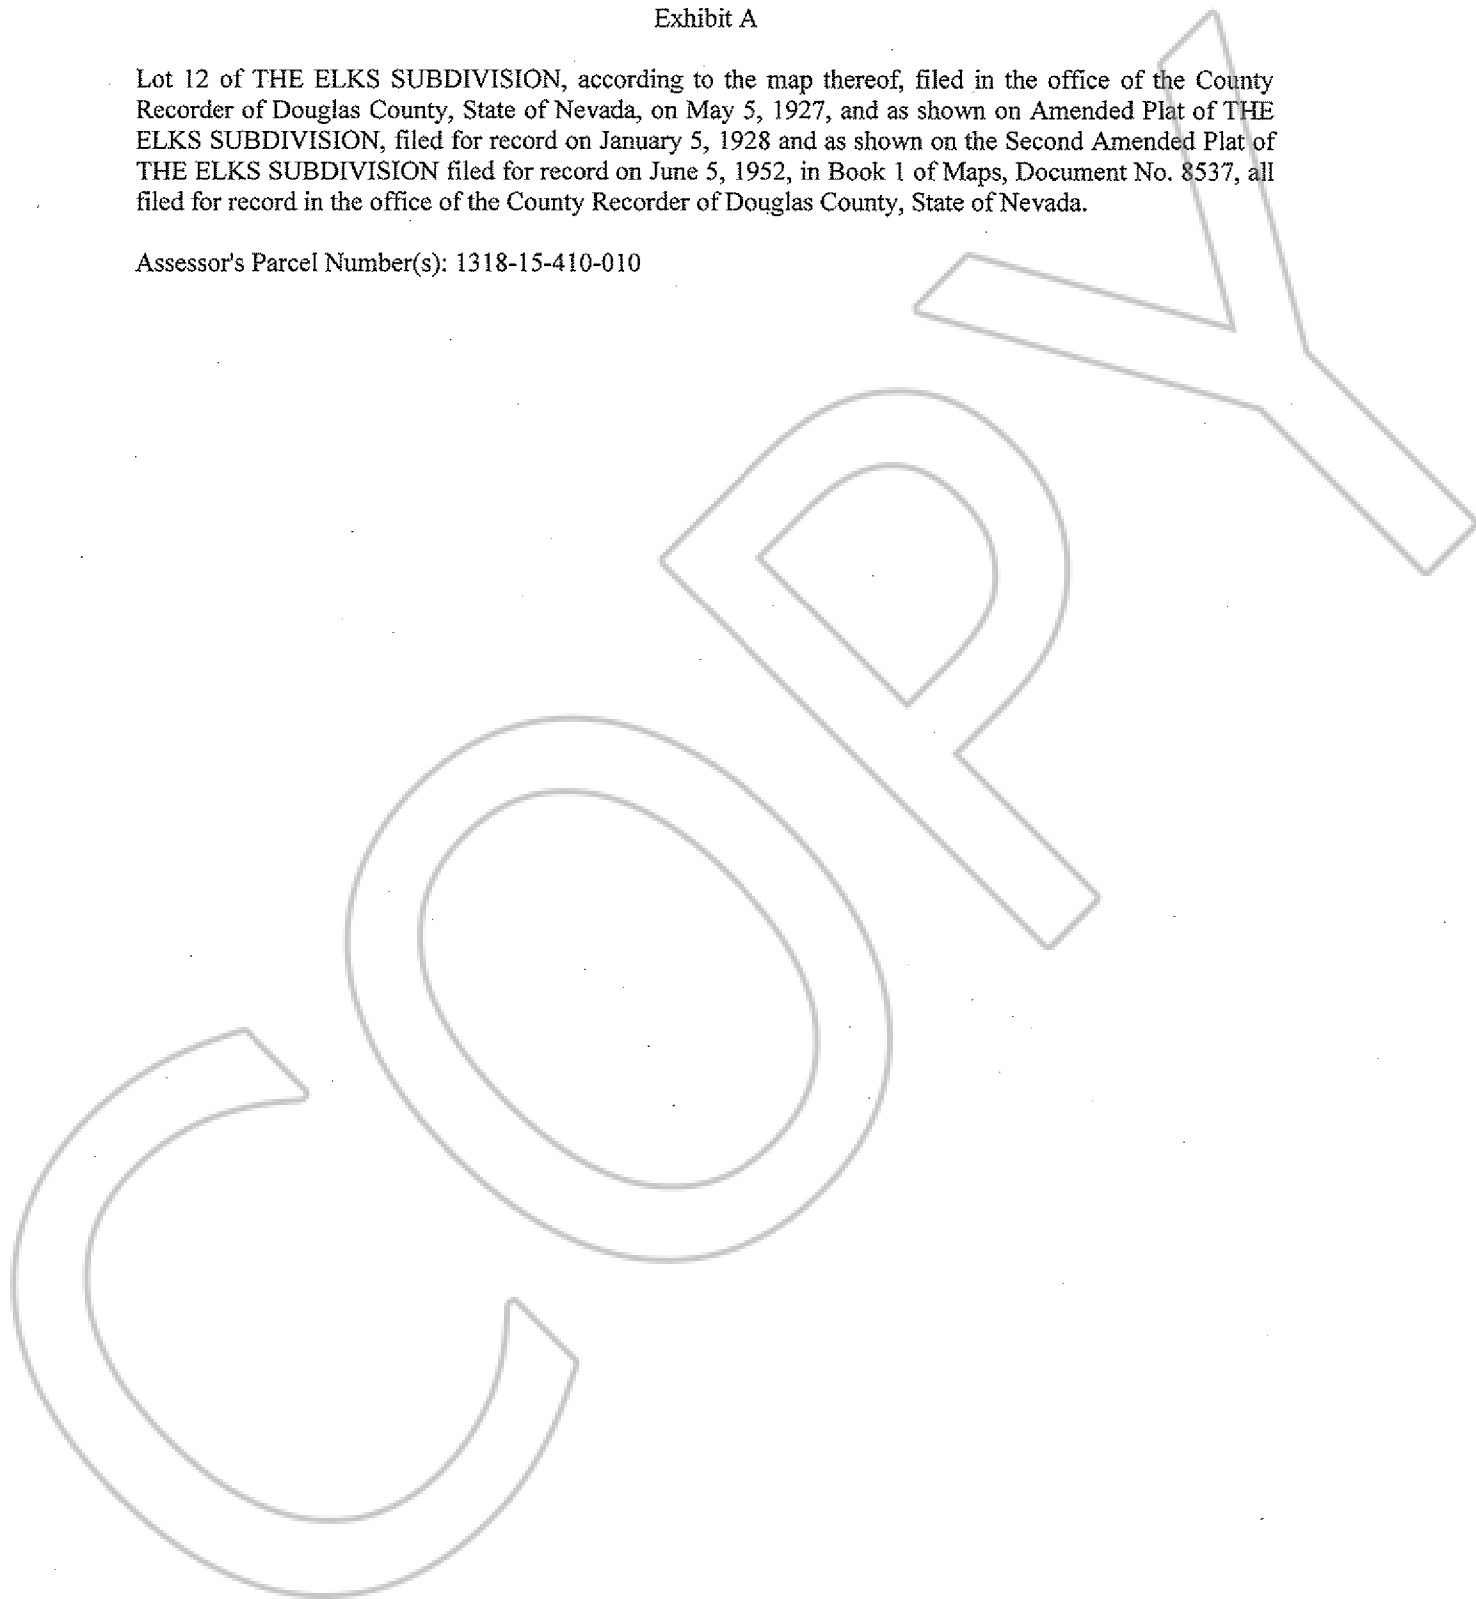 Exhibit A
Lot 12 of THE ELKS SUBDIVISION, according to the map thereof, filed in the office of the County
Recorder of Douglas County, State of Nevada, on May 5, 1927, and as shown on Amended Plat of THE
ELKS SUBDIVISION, filed for record on January 5, 1928 and as shown on the Second Amended Plat of
THE ELKS SUBDIVISION filed for record on June 5, 1952, in Book 1 of Maps, Document No. 8537, all
filed for record in the office of the County Recorder of Douglas County, State of Nevada.
Assessor's Parcel Number(s): 1318-15-410-010
COPY